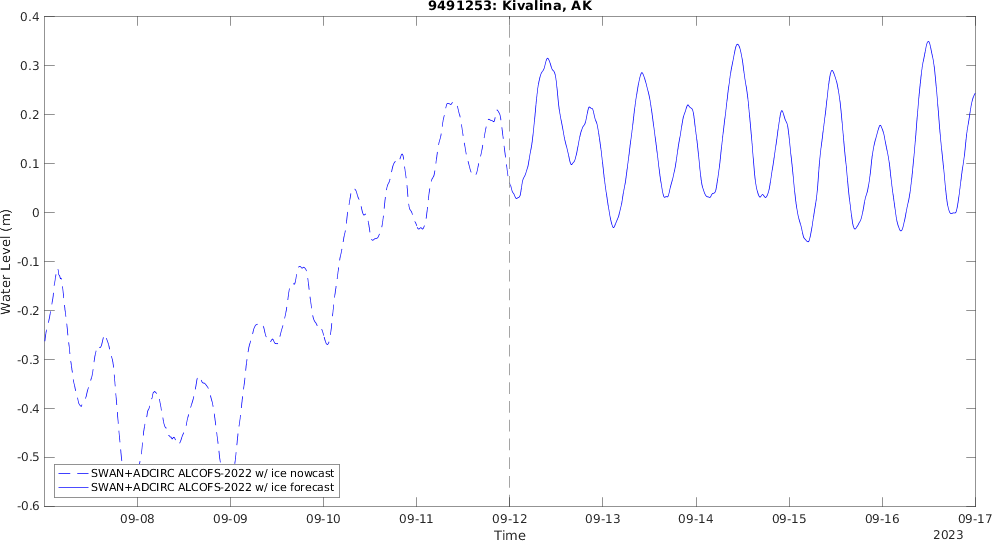 9491253: Kivalina, AK
0.4
0.3
0.2
0.1
0
-0.1
-0.2
-0.3
-0.4
-0.5
-0.6
Water Level (m)
SWAN+ADCIRC ALCOFS-2022 w/ ice nowcast
SWAN+ADCIRC ALCOFS-2022 w/ ice forecast
09-08 09-09 09-10 09-11 09-12 09-13 09-14 09-15 09-16 09-17
Time
2023